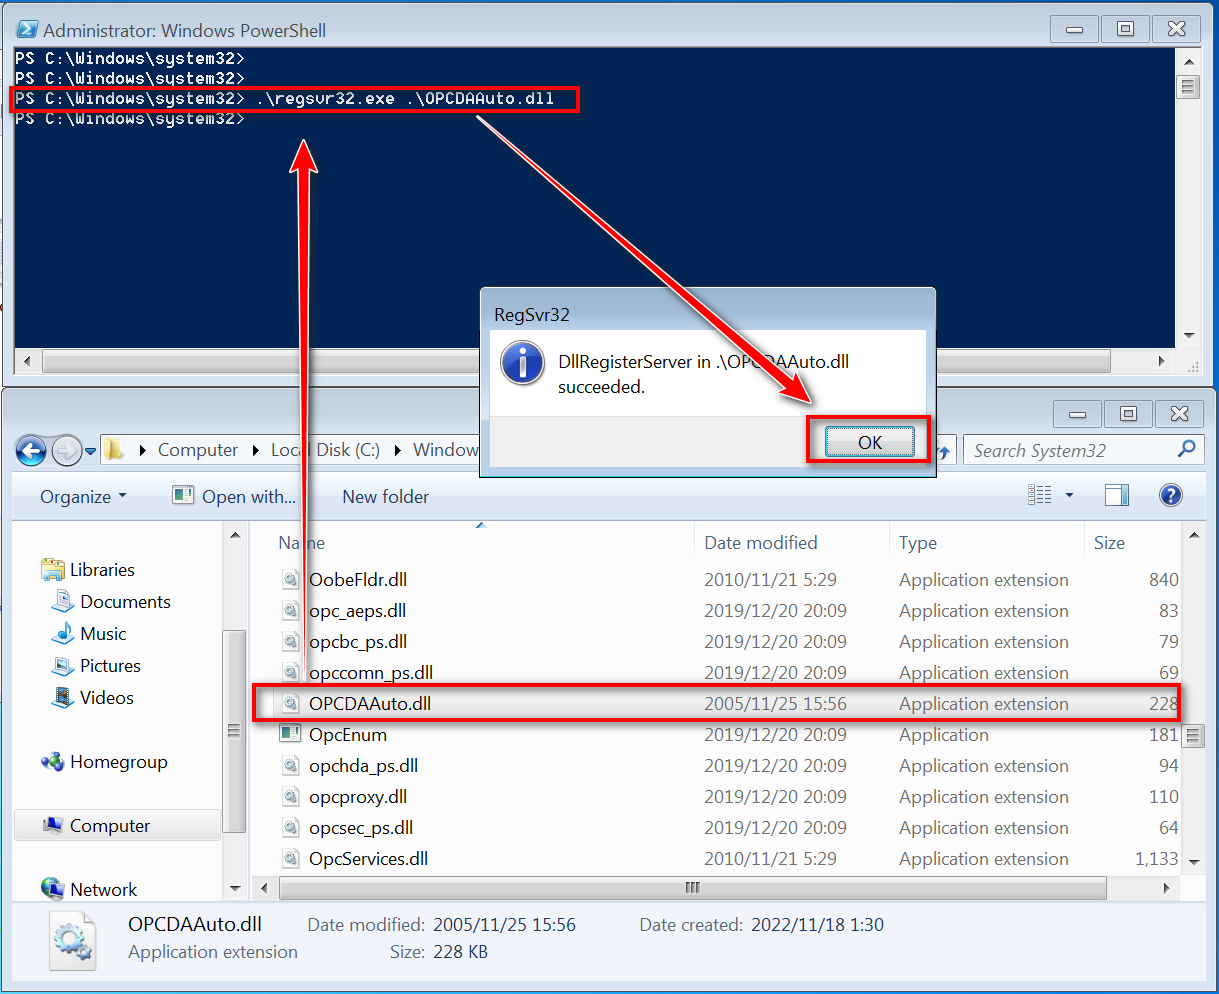 Administrator: Windows PowerShell
PS C:\Windows\system32>
PS C:\Windows\system32>
PS C:\Windows\system32> .\regsvr32.exe .\OPCDAAuto.dll
PS C:\Windows\system32>
RegSvr32
DllRegisterServer in .\OPCDAAuto.dll
succeeded.
OK
Computer Local Disk (C:) Window
Search System32
Organize Open with... New folder
Name Date modified Type Size
Libraries
Documents
Music
Pictures
Videos
Homegroup
Computer
Network
OobeFldr.dll 2010/11/21 5:29 Application extension 840
opc_aeps.dll 2019/12/20 20:09 Application extension 83
opcbc_ps.dll 2019/12/20 20:09 Application extension 79
opccomn_ps.dll 2019/12/20 20:09 Application extension 69
OPCDAAuto.dll 2005/11/25 15:56 Application extension 228
OpcEnum 2019/12/20 20:09 Application 181
opchda_ps.dll 2019/12/20 20:09 Application extension 94
opcproxy.dll 2019/12/20 20:09 Application extension 110
opcsec_ps.dll 2019/12/20 20:09 Application extension 64
OpcServices.dll 2010/11/21 5:29 Application extension 1,133
OPCDAAuto.dll Date modified: 2005/11/25 15:56 Date created: 2022/11/18 1:30
Application extension Size: 228 KB